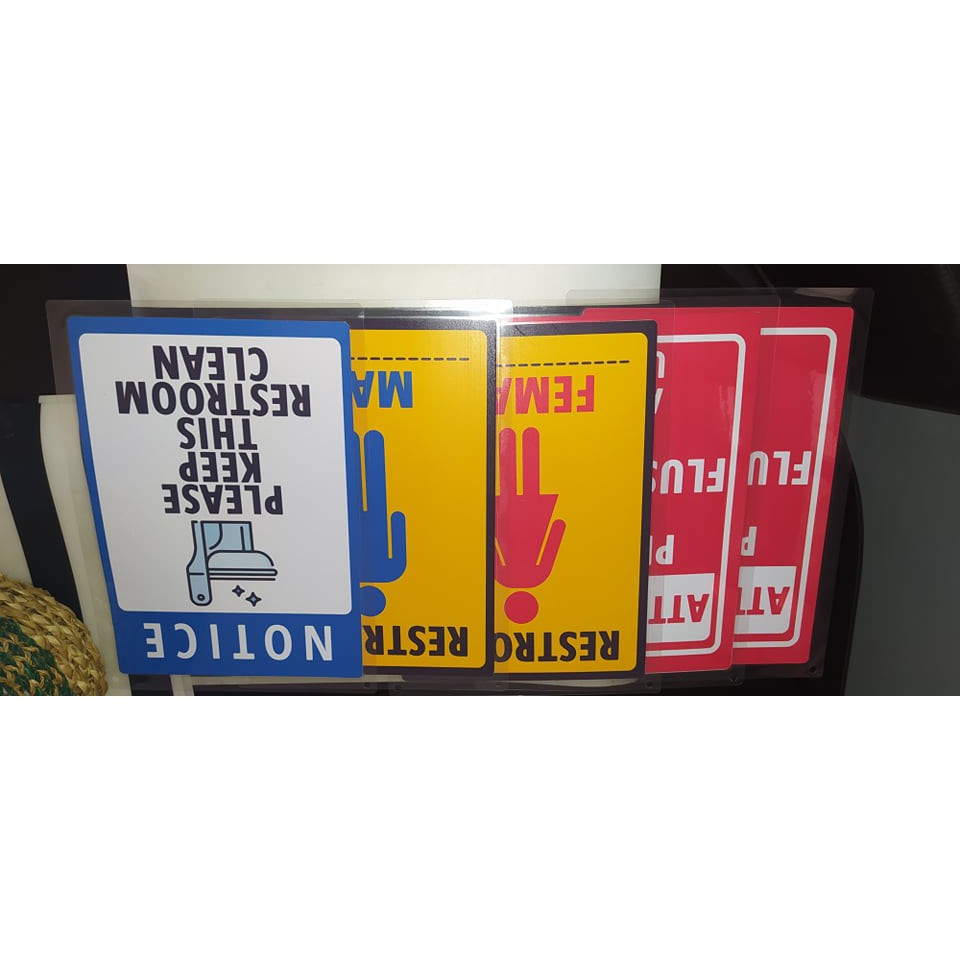 NOTICE
PLEASE
KEEP
THIS
RESTROOM
CLEAN
RESTR
MA
RESTRO
FEMA
ATT
P
FLUS
ATT
P
FLU